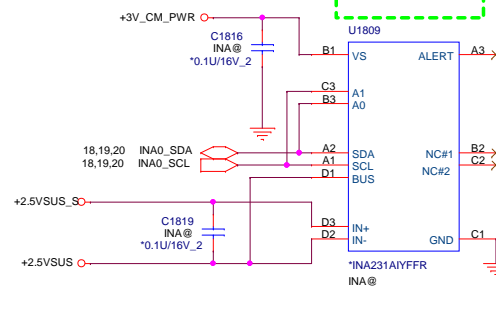 +3V_CM_PWR
U1809
C1816
INA@
*0.1U/16V_2
B1 VS ALERT A3
C3 A1
B3 A0
18,19,20 INA0_SDA A2 SDA NC#1 B2
18,19,20 INA0_SCL A1 SCL NC#2 C2
D1 BUS
+2.5VSUS_S
C1819
INA@
*0.1U/16V_2
D3 IN+
D2 IN- GND C1
+2.5VSUS
*INA231AIYFFR
INA@